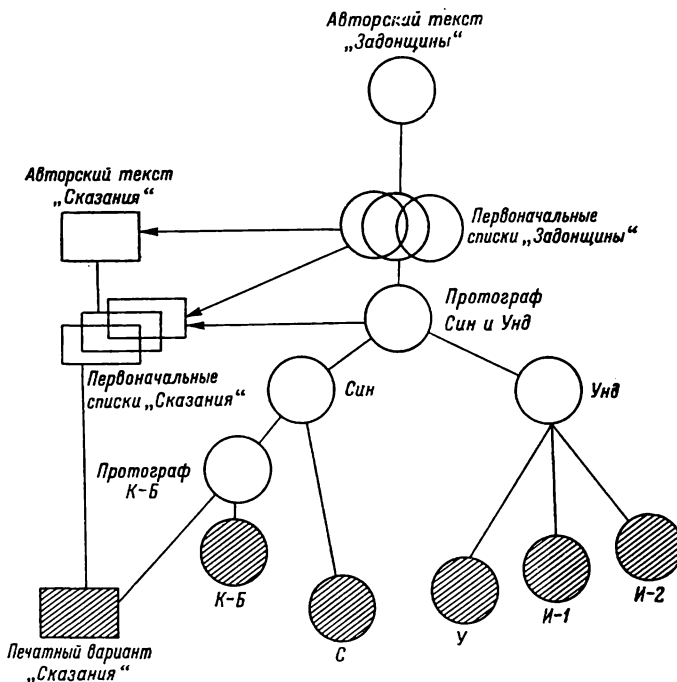 Авторский текст
„Задонщины“
Авторский текст
„Сказания“
Первоначальные
списки „Задонщины“
Протограф
Син и Унд
Первоначальные
списки „Сказания“
Син
Унд
Протограф
К-Б
К-Б
С
У
И-1
И-2
Печатный вариант
„Сказания“